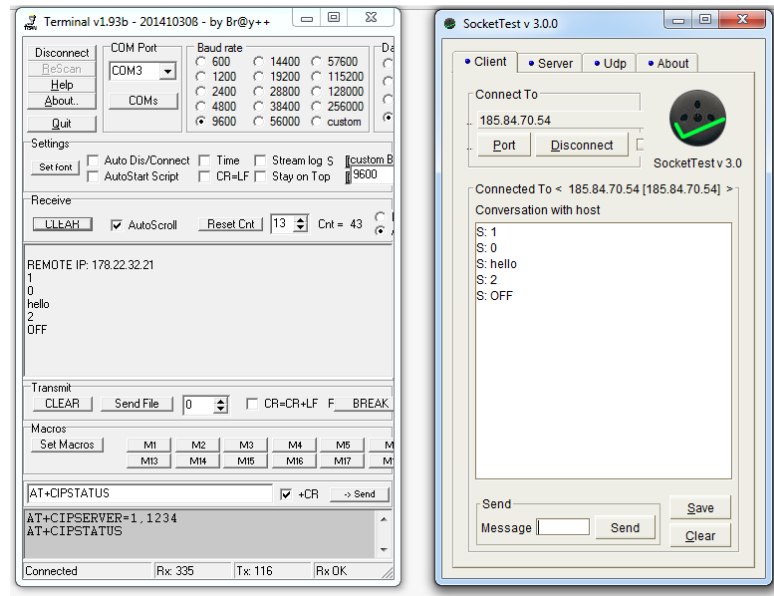 Terminal v1.93b - 20141030ß - by Br@y++
Disconnect
ReScan
Help
About..
Quit
COM Port
COM3
COMs
Baud rate
600 14400 57600
1200 19200 115200
2400 28800 128000
4800 38400 256000
9600 56000 custom
Da
Settings
Set font
Auto Dis/Connect Time Stream log S custom B
AutoStart Script CR=LF Stay on Top 9600
Receive
CLEAR AutoScroll Reset Cnt 13 Cnt = 43
REMOTE IP: 178.22.32.21
1
0
hello
2
OFF
Transmit
CLEAR Send File 0 CR=CR+LF F BREAK
Macros
Set Macros M1 M2 M3 M4 M5 M
M13 M14 M15 M16 M17 M
AT+CIPSTATUS +CR -> Send
AT+CIPSERVER=1,1234
AT+CIPSTATUS
Connected Rx: 335 Tx: 116 Rx OK
SocketTest v 3.0.0
Client Server Udp About
Connect To
185.84.70.54
Port Disconnect
SocketTest v 3.0
Connected To < 185.84.70.54 [185.84.70.54] >
Conversation with host
S: 1
S: 0
S: hello
S: 2
S: OFF
Send
Message Send
Save
Clear